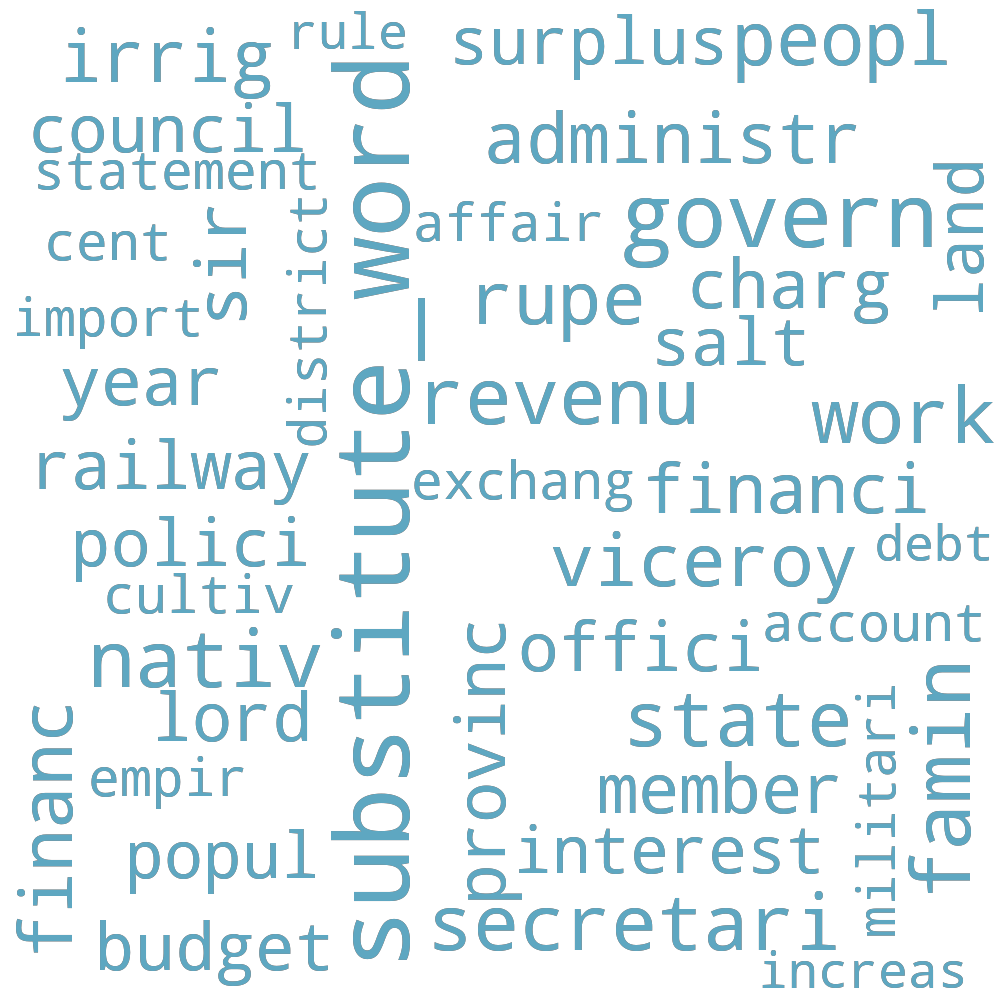 irrig
rule
surplus
peopl
council
administr
statement
land
sir
district
affair
govern
cent
substitute_word
rupe
charg
import
salt
year
revenu
work
railway
exchang
financi
polici
viceroy
debt
cultiv
account
nativ
offici
provinc
lord
state
famin
financ
empir
member
militari
popul
interest
budget
secretari
increas